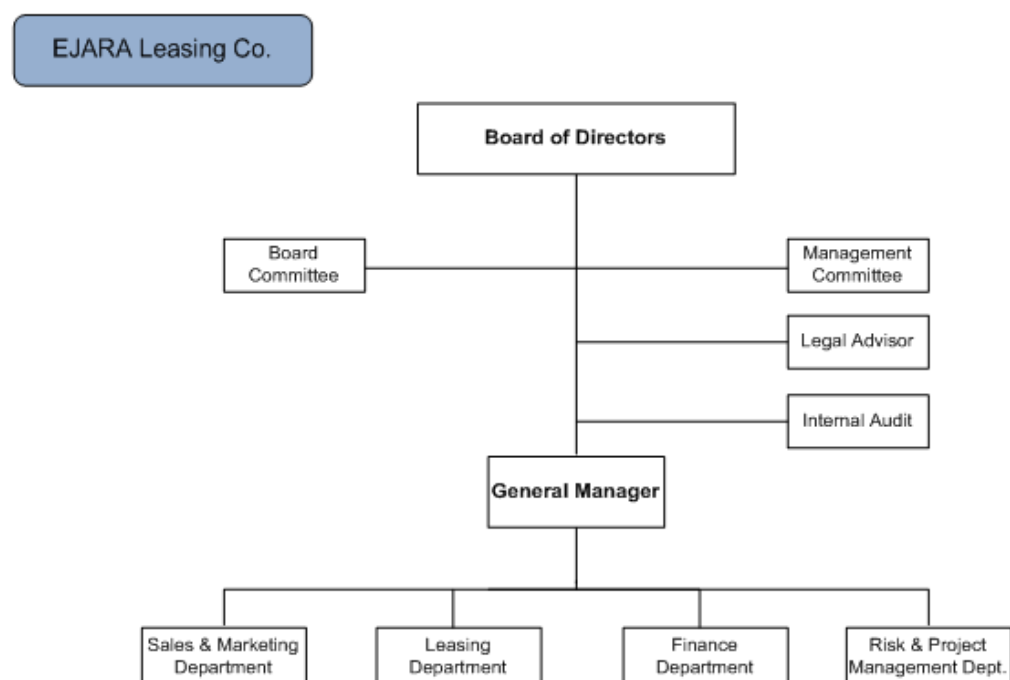 EJARA Leasing Co.
Board of Directors
Board
Committee
Management
Committee
Legal Advisor
Internal Audit
General Manager
Sales & Marketing
Department
Leasing
Department
Finance
Department
Risk & Project
Management Dept.